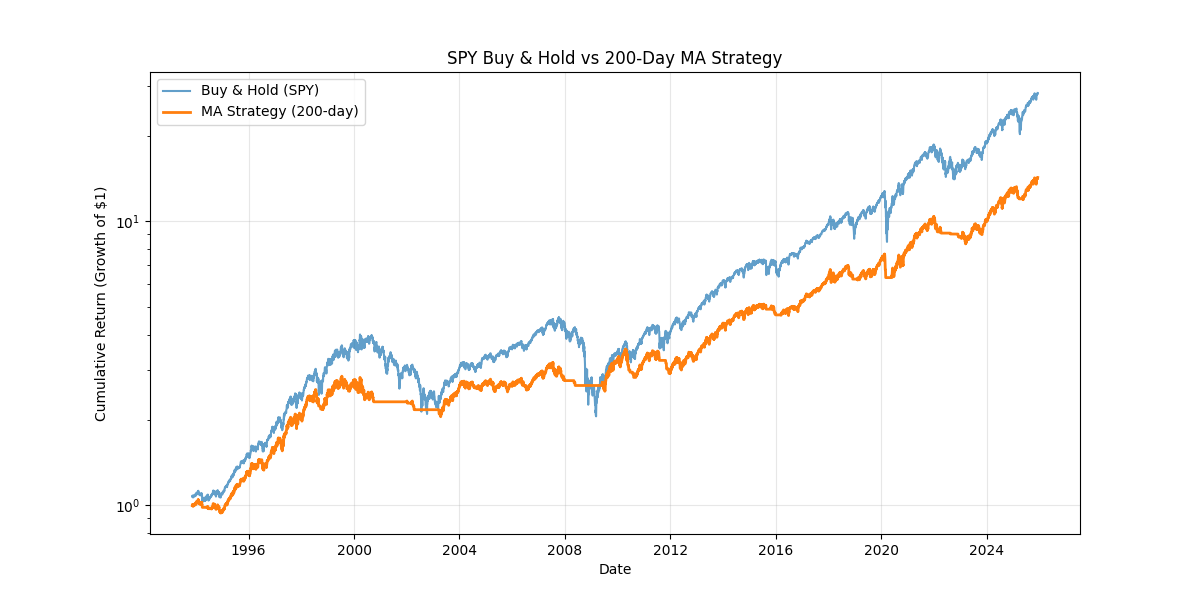 SPY Buy & Hold vs 200-Day MA Strategy
Buy & Hold (SPY)
MA Strategy (200-day)
Cumulative Return (Growth of $1)
10¹
10⁰
1996 2000 2004 2008 2012 2016 2020 2024
Date